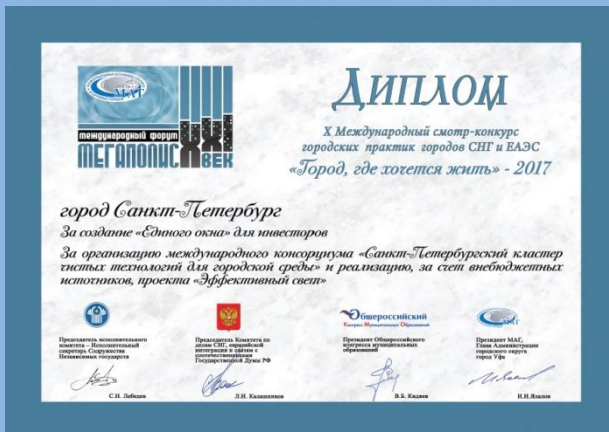 МАГ
международный форум
МЕГАПОЛИС XXI ВЕК
ДИПЛОМ
X Международный смотр-конкурс
городских практик городов СНГ и ЕАЭС
«Город, где хочется жить» - 2017
город Санкт-Петербург
За создание «Единого окна» для инвесторов
За организацию международного консорциума «Санкт-Петербургский кластер
чистых технологий для городской среды» и реализацию, за счет внебюджетных
источников, проекта «Эффективный свет»
Председатель исполнительного
комитета – Исполнительный
секретарь Содружества
Независимых государств
С.Н. Лебедев
Председатель Комитета по
делам СНГ, евразийской
интеграции и связям с
соотечественниками
Государственной Думы РФ
Л.И. Калашников
Общероссийский
Конгресс Муниципальных Образований
Президент Общероссийского
конгресса муниципальных
образований
В.Б. Кидяев
МАГ
Президент МАГ,
Глава Администрации
городского округа
город Уфа
И.И.Ялалов